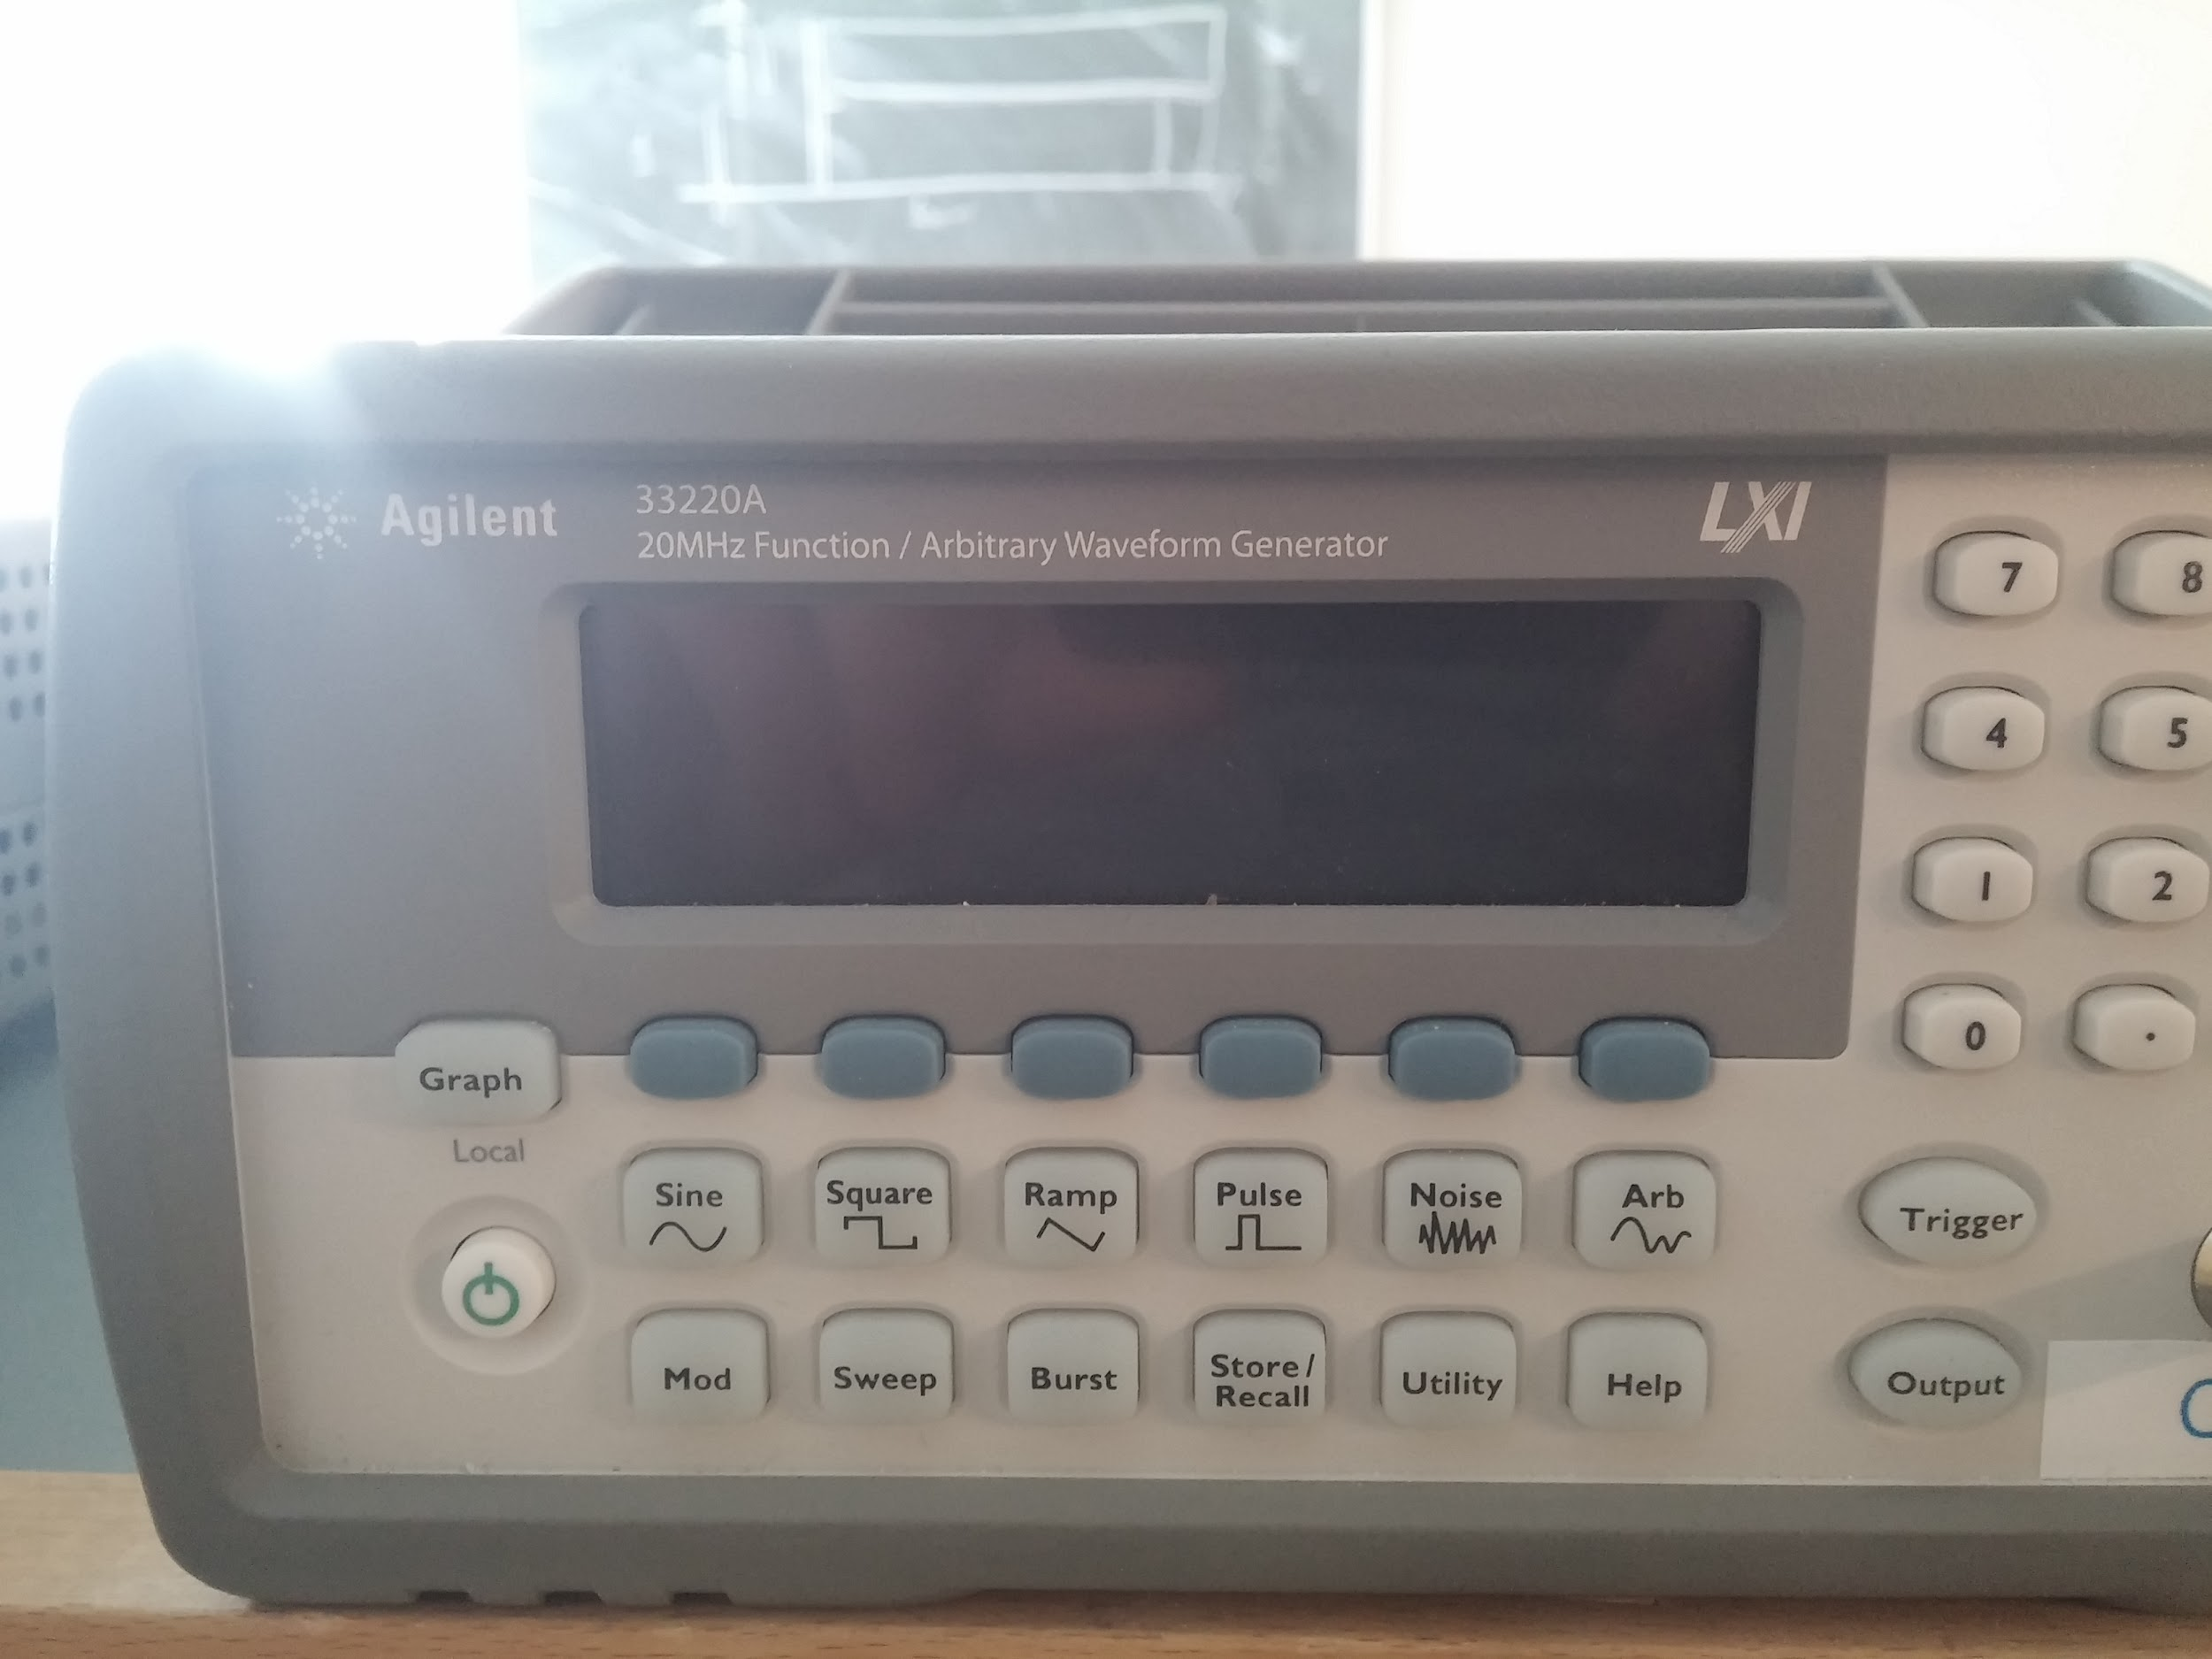 Agilent
33220A
20MHz Function / Arbitrary Waveform Generator
LXI
7 8
4 5
1 2
0 .
Graph
Local
Sine Square Ramp Pulse Noise Arb
Trigger
Mod Sweep Burst Store/
Recall Utility Help
Output